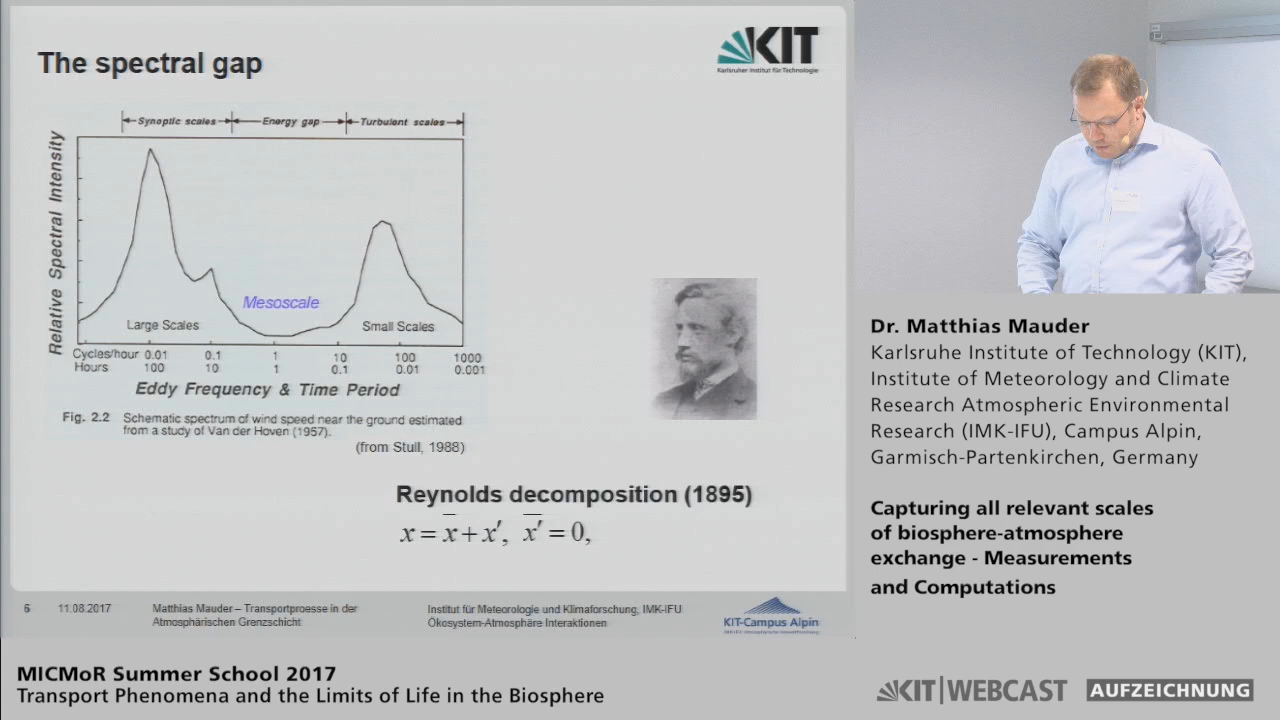 The spectral gap
KIT
Karlsruher Institut für Technologie
Synoptic scales
Energy gap
Turbulent scales
Relative Spectral Intensity
Mesoscale
Large Scales
Small Scales
Cycles/hour 0.01 0.1 1 10 100 1000
Hours 100 10 1 0.1 0.01 0.001
Eddy Frequency & Time Period
Fig. 2.2 Schematic spectrum of wind speed near the ground estimated
from a study of Van der Hoven (1957).
(from Stull, 1988)
Reynolds decomposition (1895)
x = x̅ + x′, x̅′ = 0,
6 11.08.2017 Matthias Mauder – Transportproesse in der
Atmosphärischen Grenzschicht
Institut für Meteorologie und Klimaforschung, IMK-IFU
Ökosystem-Atmosphäre Interaktionen
KIT-Campus Alpin
Dr. Matthias Mauder
Karlsruhe Institute of Technology (KIT),
Institute of Meteorology and Climate
Research Atmospheric Environmental
Research (IMK-IFU), Campus Alpin,
Garmisch-Partenkirchen, Germany
Capturing all relevant scales
of biosphere-atmosphere
exchange - Measurements
and Computations
MICMoR Summer School 2017
Transport Phenomena and the Limits of Life in the Biosphere
KIT|WEBCAST
AUFZEICHNUNG